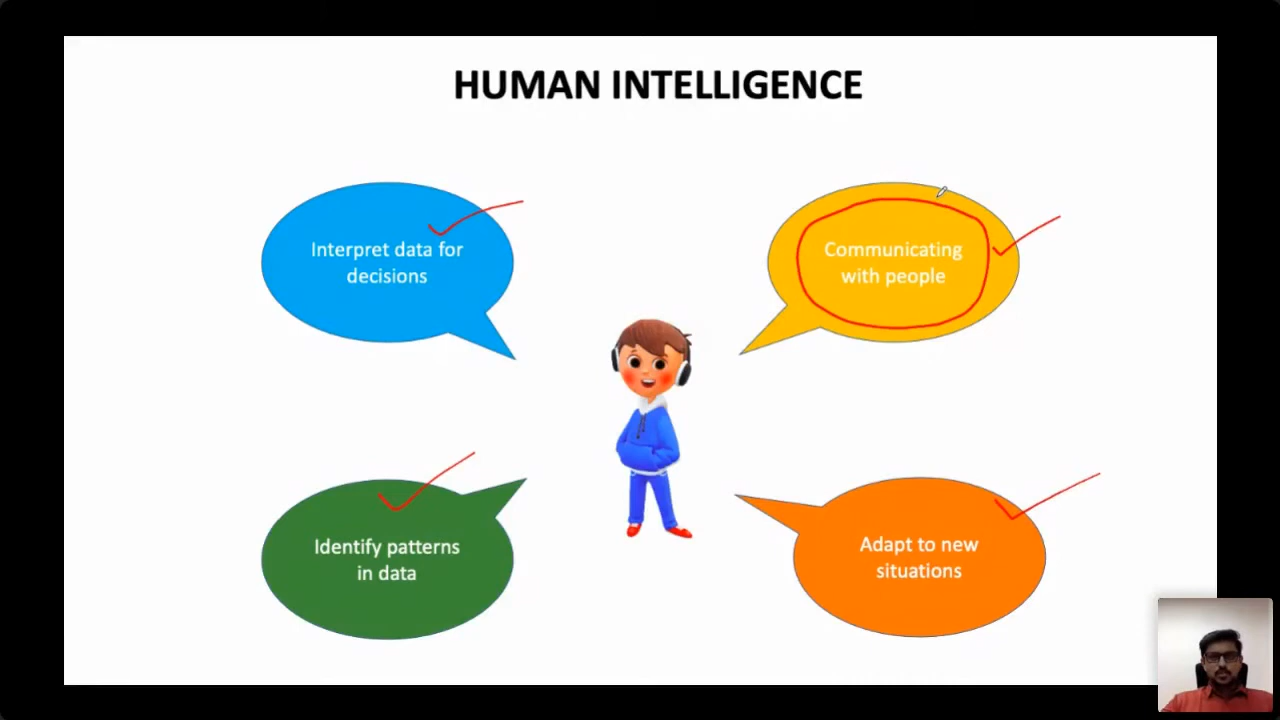 HUMAN INTELLIGENCE
Interpret data for
decisions
Communicating
with people
Identify patterns
in data
Adapt to new
situations